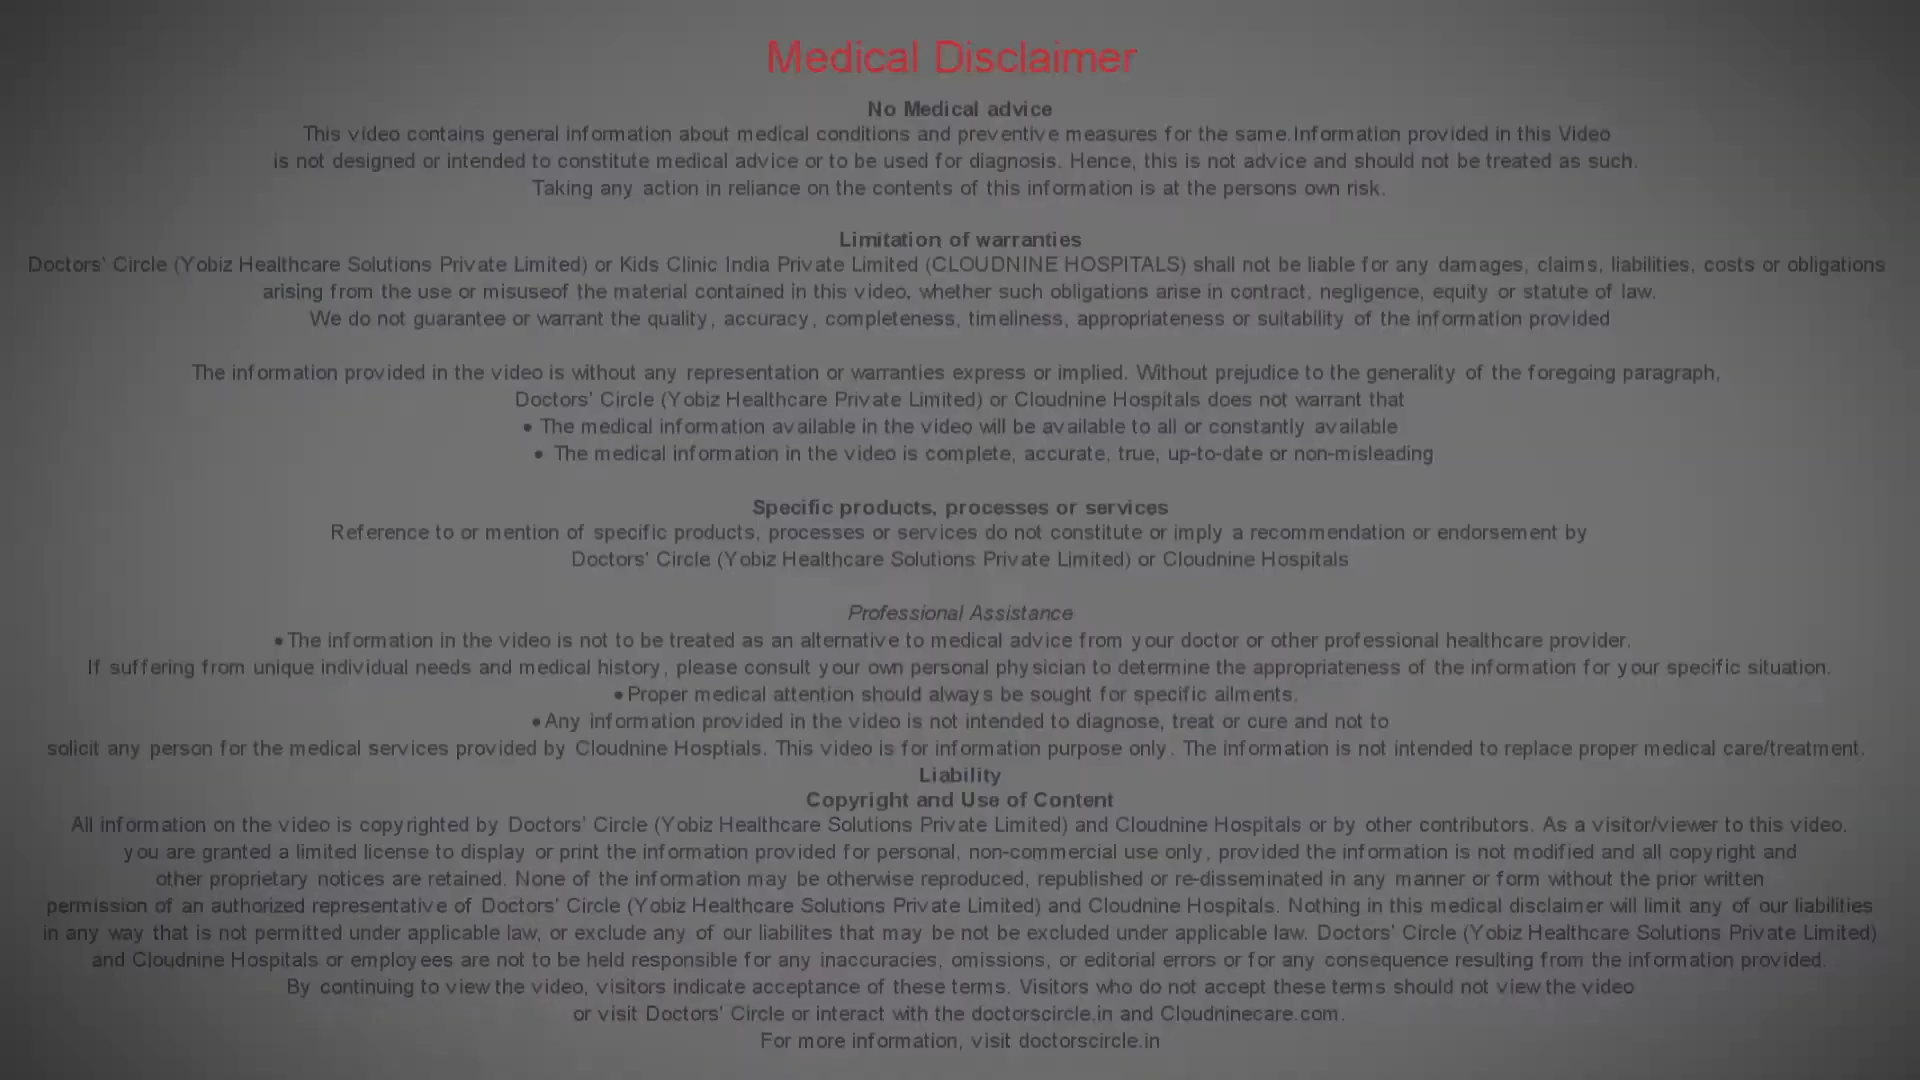 Medical Disclaimer
No Medical advice
This video contains general information about medical conditions and preventive measures for the same.Information provided in this Video
is not designed or intended to constitute medical advice or to be used for diagnosis. Hence, this is not advice and should not be treated as such.
Taking any action in reliance on the contents of this information is at the persons own risk.
Limitation of warranties
Doctors' Circle (Yobiz Healthcare Solutions Private Limited) or Kids Clinic India Private Limited (CLOUDNINE HOSPITALS) shall not be liable for any damages, claims, liabilities, costs or obligations
arising from the use or misuseof the material contained in this video, whether such obligations arise in contract, negligence, equity or statute of law.
We do not guarantee or warrant the quality, accuracy, completeness, timeliness, appropriateness or suitability of the information provided
The information provided in the video is without any representation or warranties express or implied. Without prejudice to the generality of the foregoing paragraph,
Doctors' Circle (Yobiz Healthcare Private Limited) or Cloudnine Hospitals does not warrant that
• The medical information available in the video will be available to all or constantly available
• The medical information in the video is complete, accurate, true, up-to-date or non-misleading
Specific products, processes or services
Reference to or mention of specific products, processes or services do not constitute or imply a recommendation or endorsement by
Doctors' Circle (Yobiz Healthcare Solutions Private Limited) or Cloudnine Hospitals
Professional Assistance
•The information in the video is not to be treated as an alternative to medical advice from your doctor or other professional healthcare provider.
If suffering from unique individual needs and medical history, please consult your own personal physician to determine the appropriateness of the information for your specific situation.
•Proper medical attention should always be sought for specific ailments.
•Any information provided in the video is not intended to diagnose, treat or cure and not to
solicit any person for the medical services provided by Cloudnine Hosptials. This video is for information purpose only. The information is not intended to replace proper medical care/treatment.
Liability
Copyright and Use of Content
All information on the video is copyrighted by Doctors' Circle (Yobiz Healthcare Solutions Private Limited) and Cloudnine Hospitals or by other contributors. As a visitor/viewer to this video,
you are granted a limited license to display or print the information provided for personal, non-commercial use only, provided the information is not modified and all copyright and
other proprietary notices are retained. None of the information may be otherwise reproduced, republished or re-disseminated in any manner or form without the prior written
permission of an authorized representative of Doctors' Circle (Yobiz Healthcare Solutions Private Limited) and Cloudnine Hospitals. Nothing in this medical disclaimer will limit any of our liabilities
in any way that is not permitted under applicable law, or exclude any of our liabilites that may be not be excluded under applicable law. Doctors' Circle (Yobiz Healthcare Solutions Private Limited)
and Cloudnine Hospitals or employees are not to be held responsible for any inaccuracies, omissions, or editorial errors or for any consequence resulting from the information provided.
By continuing to view the video, visitors indicate acceptance of these terms. Visitors who do not accept these terms should not view the video
or visit Doctors' Circle or interact with the doctorscircle.in and Cloudninecare.com.
For more information, visit doctorscircle.in